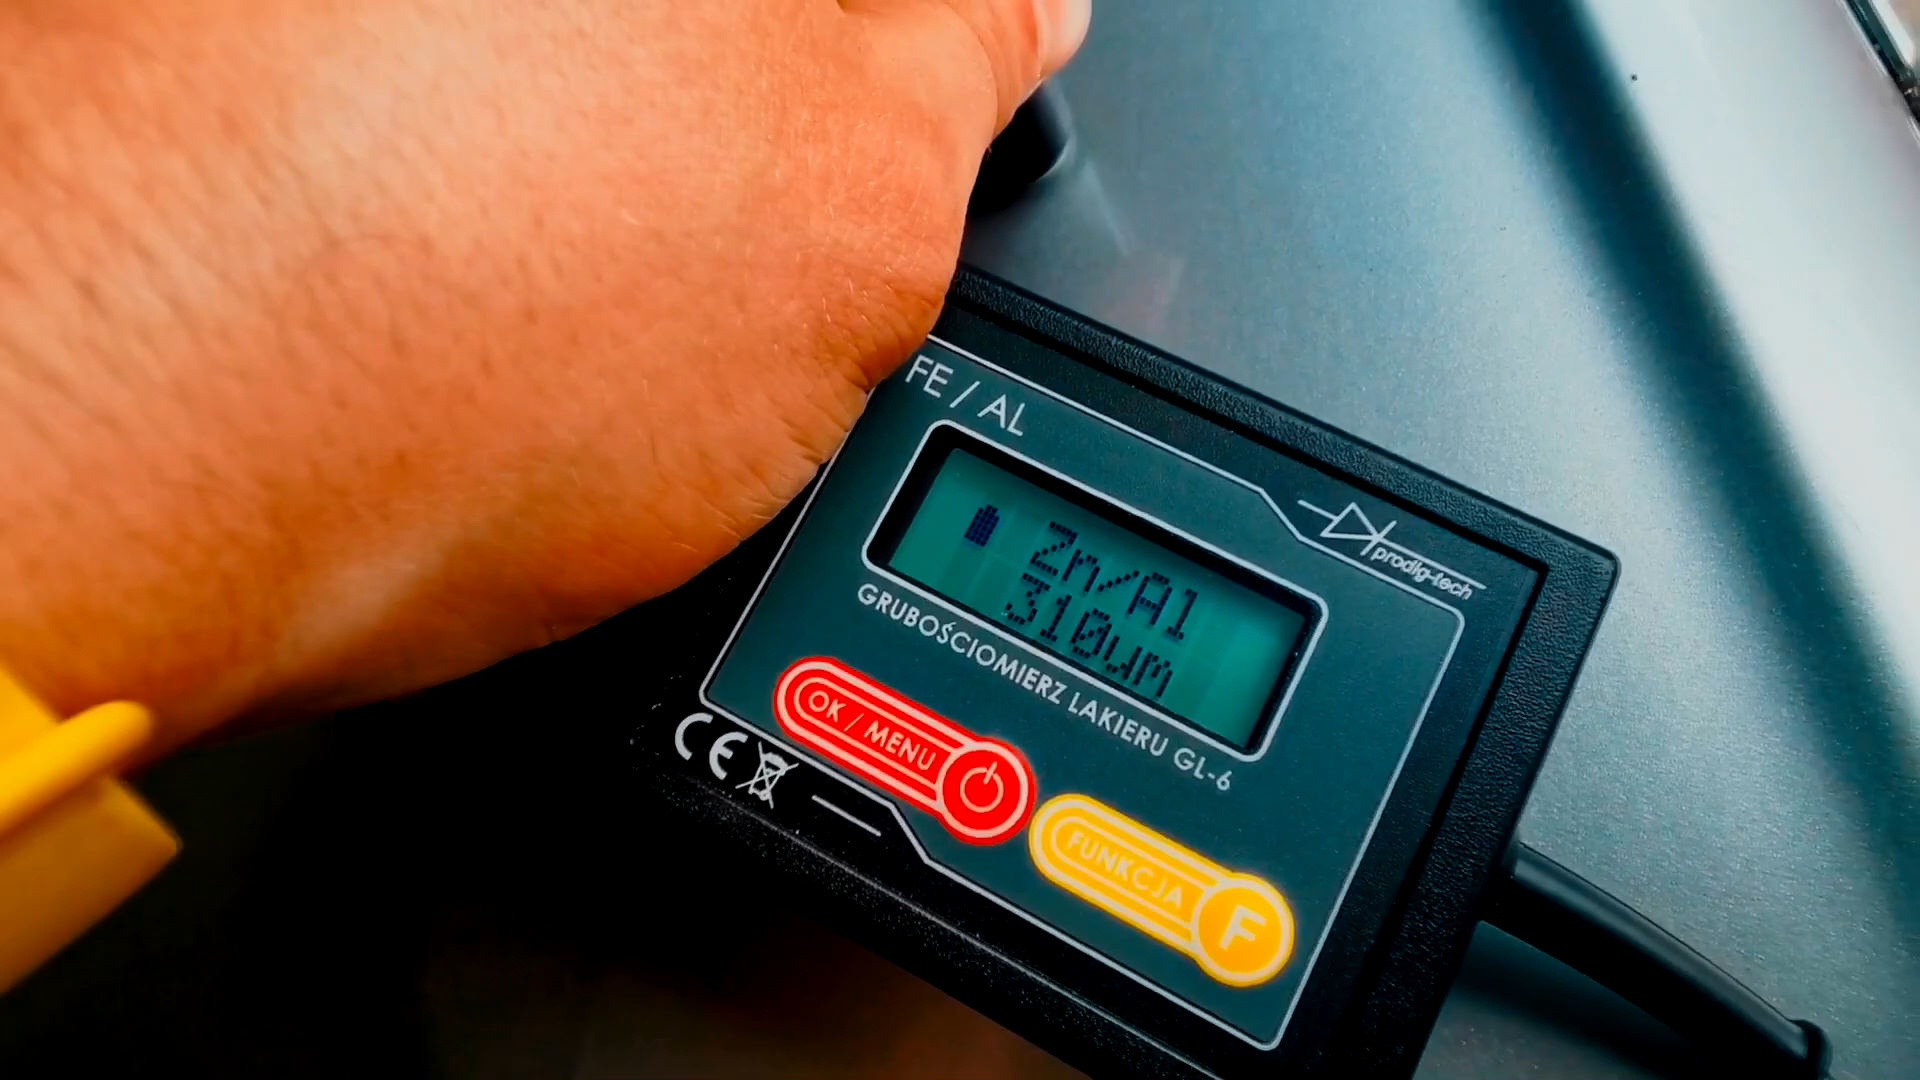 FE / AL
prodig-tech
Zn/Al
310um
GRUBOŚCIOMIERZ LAKIERU GL-6
OK / MENU
CE
FUNKCJA F